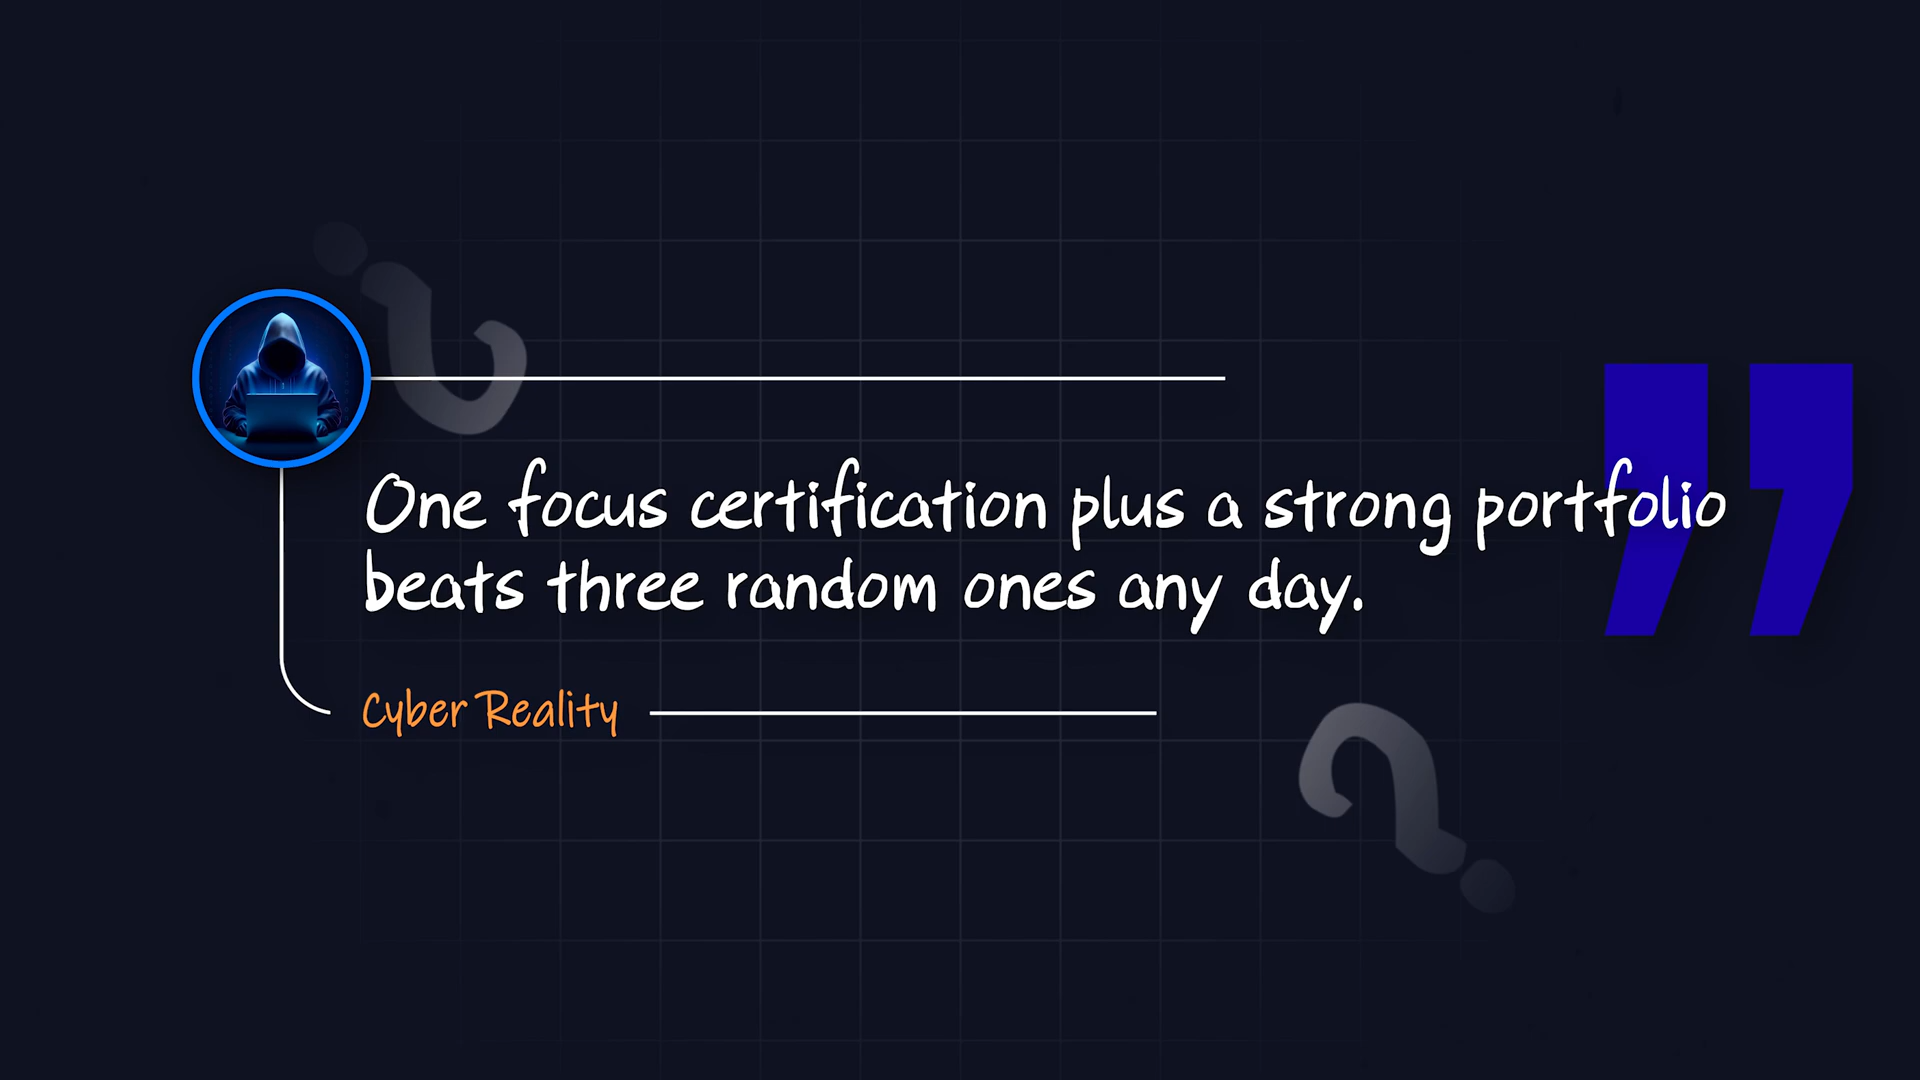 One focus certification plus a strong portfolio
beats three random ones any day.
Cyber Reality